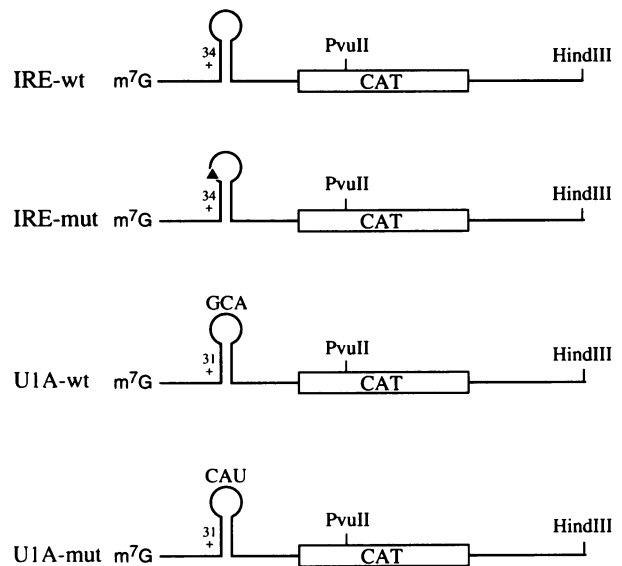 34
+
PvuII
HindIII
IRE-wt m⁷G CAT
34
+
PvuII
HindIII
IRE-mut m⁷G CAT
GCA
31
+
PvuII
HindIII
U1A-wt m⁷G CAT
CAU
31
+
PvuII
HindIII
U1A-mut m⁷G CAT